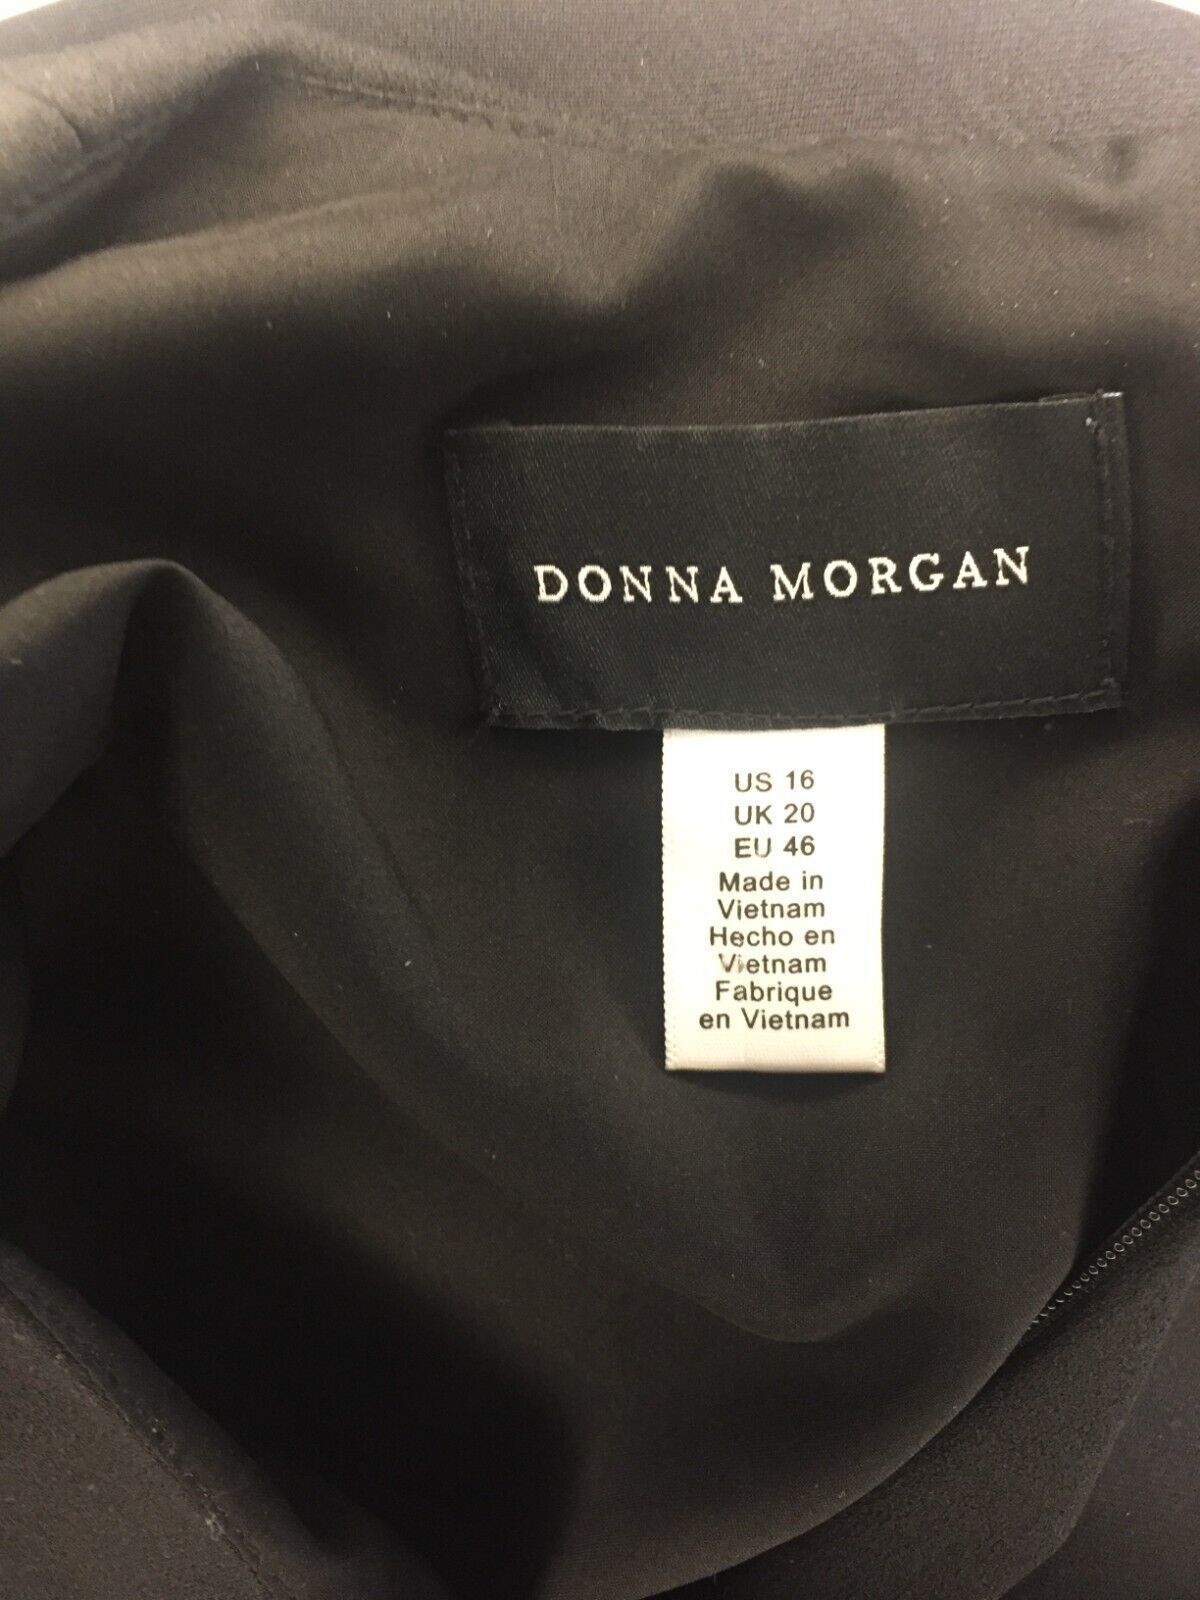 DONNA MORGAN
US 16
UK 20
EU 46
Made in
Vietnam
Hecho en
Vietnam
Fabrique
en Vietnam